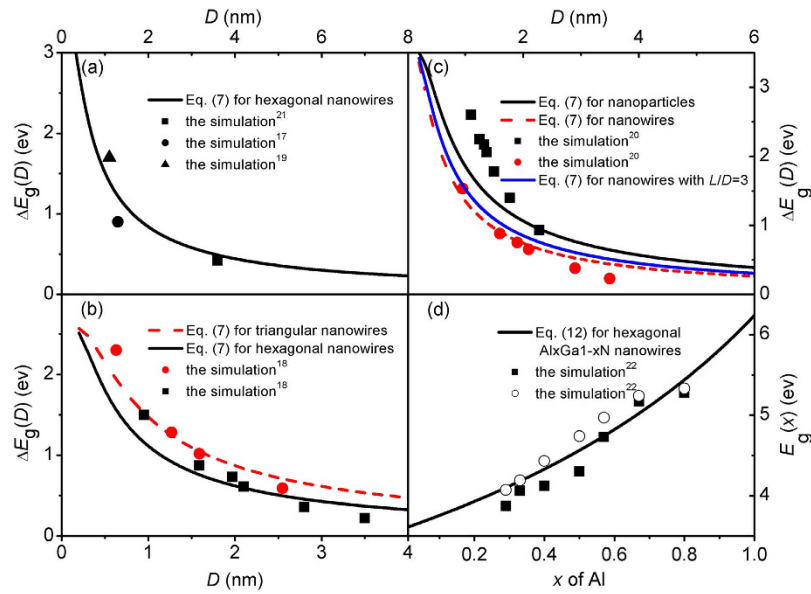 D (nm)
D (nm)
0 1 2 3 4 5 6 7 8 0 2 4 6
(a)
Eq. (7) for hexagonal nanowires
the simulation21
the simulation17
the simulation19
ΔEg(D) (ev)
3
2
1
0
(c)
Eq. (7) for nanoparticles
Eq. (7) for nanowires
the simulation20
the simulation20
Eq. (7) for nanowires with L/D=3
ΔEg(D) (ev)
3
2
1
0
(b)
Eq. (7) for triangular nanowires
Eq. (7) for hexagonal nanowires
the simulation18
the simulation18
ΔEg(D) (ev)
2
1
0
0 1 2 3 4
D (nm)
(d)
Eq. (12) for hexagonal
AlxGa1-xN nanowires
the simulation22
the simulation22
Eg(x) (ev)
6
5
4
0.2 0.4 0.6 0.8 1.0
x of Al